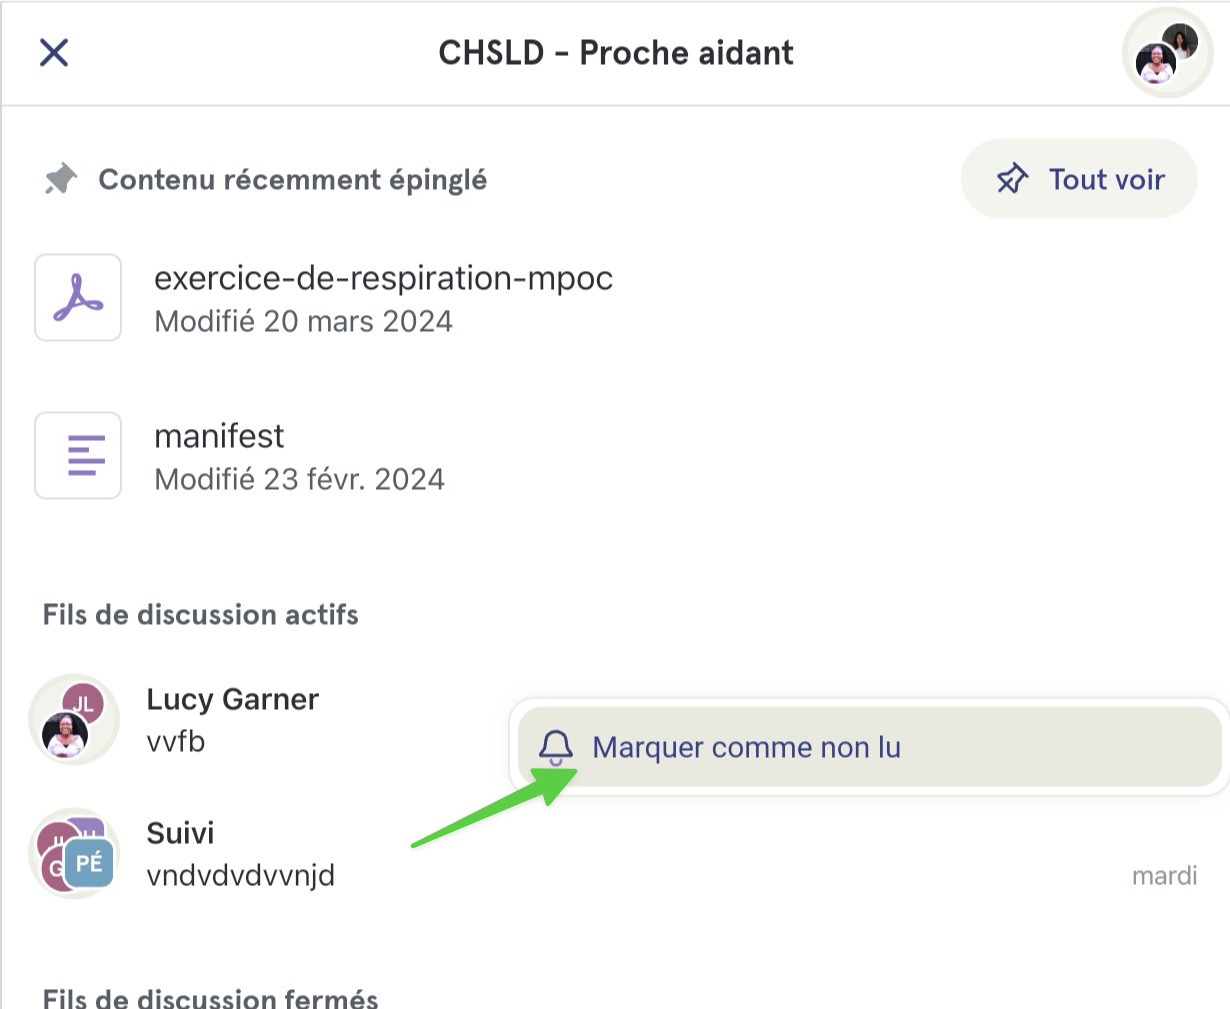 CHSLD – Proche aidant
Contenu récemment épinglé
Tout voir
exercice-de-respiration-mpoc
Modifié 20 mars 2024
manifest
Modifié 23 févr. 2024
Fils de discussion actifs
JL
Lucy Garner
vvfb
Marquer comme non lu
Suivi
PÉ
vndvdvdvvnjd
mardi
Fils de discussion fermés